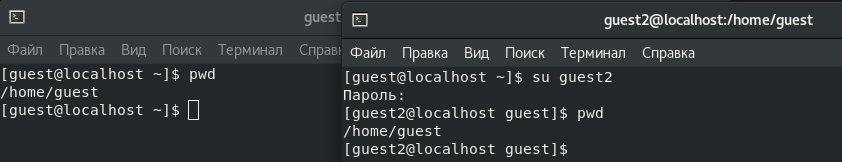 guest
Файл Правка Вид Поиск Терминал Справк
[guest@localhost ~]$ pwd
/home/guest
[guest@localhost ~]$
guest2@localhost:/home/guest
Файл Правка Вид Поиск Терминал Справка
[guest@localhost ~]$ su guest2
Пароль:
[guest2@localhost guest]$ pwd
/home/guest
[guest2@localhost guest]$